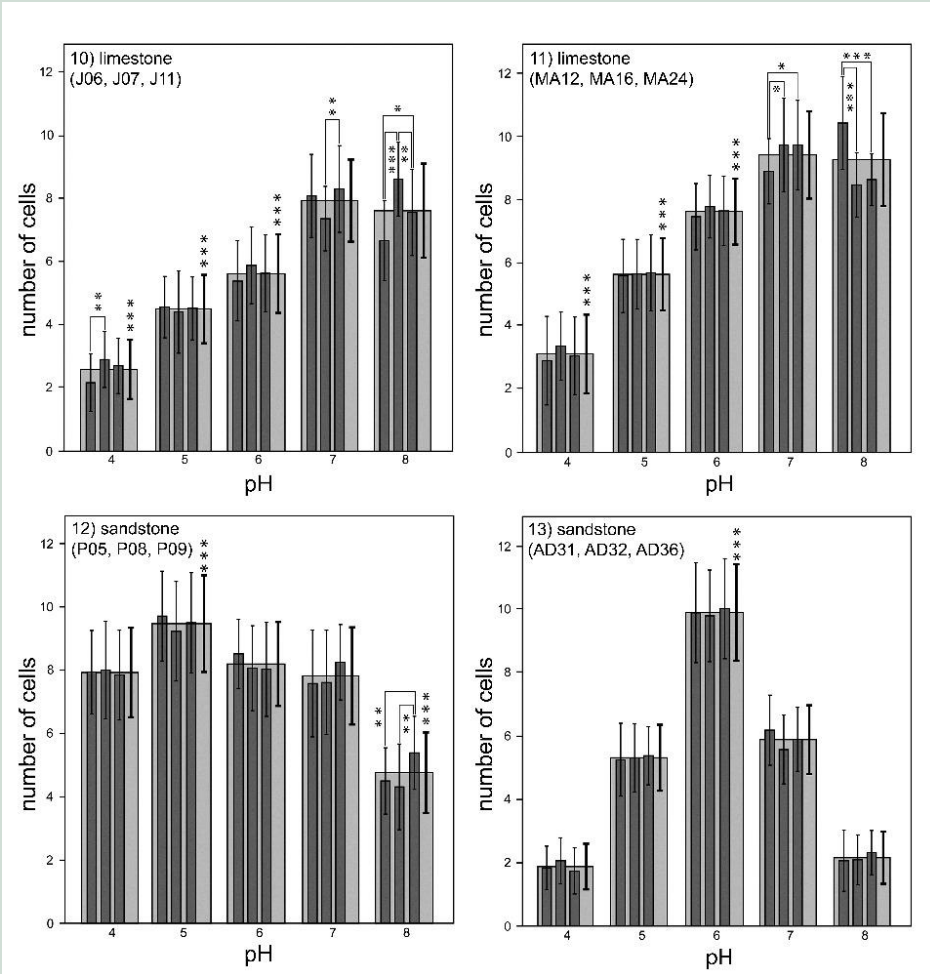 10) limestone
(J06, J07, J11)
number of cells
12
10
8
6
4
2
0
** *** *** *** ** * *** **
4 5 6 7 8
pH
11) limestone
(MA12, MA16, MA24)
number of cells
12
10
8
6
4
2
0
*** *** *** * * *** ***
4 5 6 7 8
pH
12) sandstone
(P05, P08, P09)
number of cells
12
10
8
6
4
2
0
*** ** ** ***
4 5 6 7 8
pH
13) sandstone
(AD31, AD32, AD36)
number of cells
12
10
8
6
4
2
0
***
4 5 6 7 8
pH